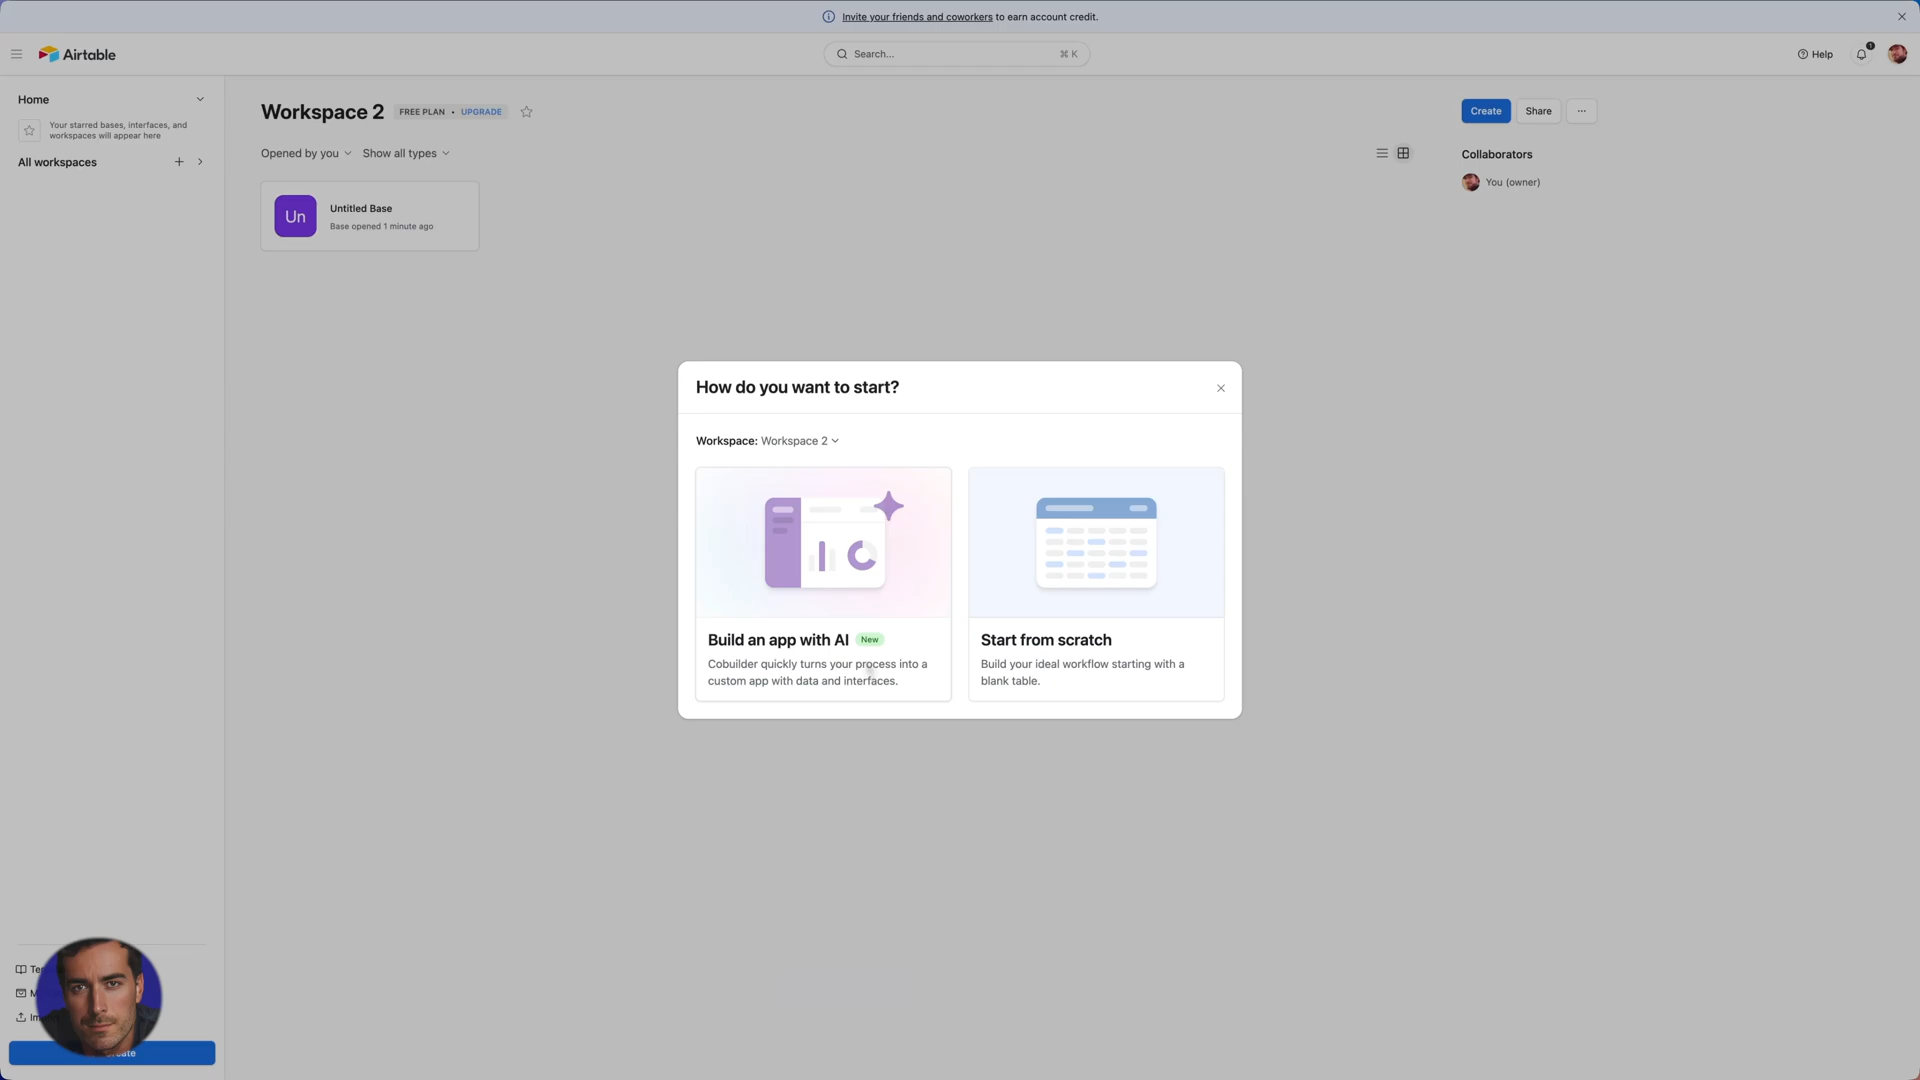 Invite your friends and coworkers to earn account credit.
Airtable
Search...
⌘ K
Help
1
Home
Your starred bases, interfaces, and
workspaces will appear here
All workspaces
Workspace 2
FREE PLAN • UPGRADE
Create
Share
Opened by you
Show all types
Collaborators
You (owner)
Un
Untitled Base
Base opened 1 minute ago
How do you want to start?
Workspace: Workspace 2
Build an app with AI
New
Cobuilder quickly turns your process into a
custom app with data and interfaces.
Start from scratch
Build your ideal workflow starting with a
blank table.